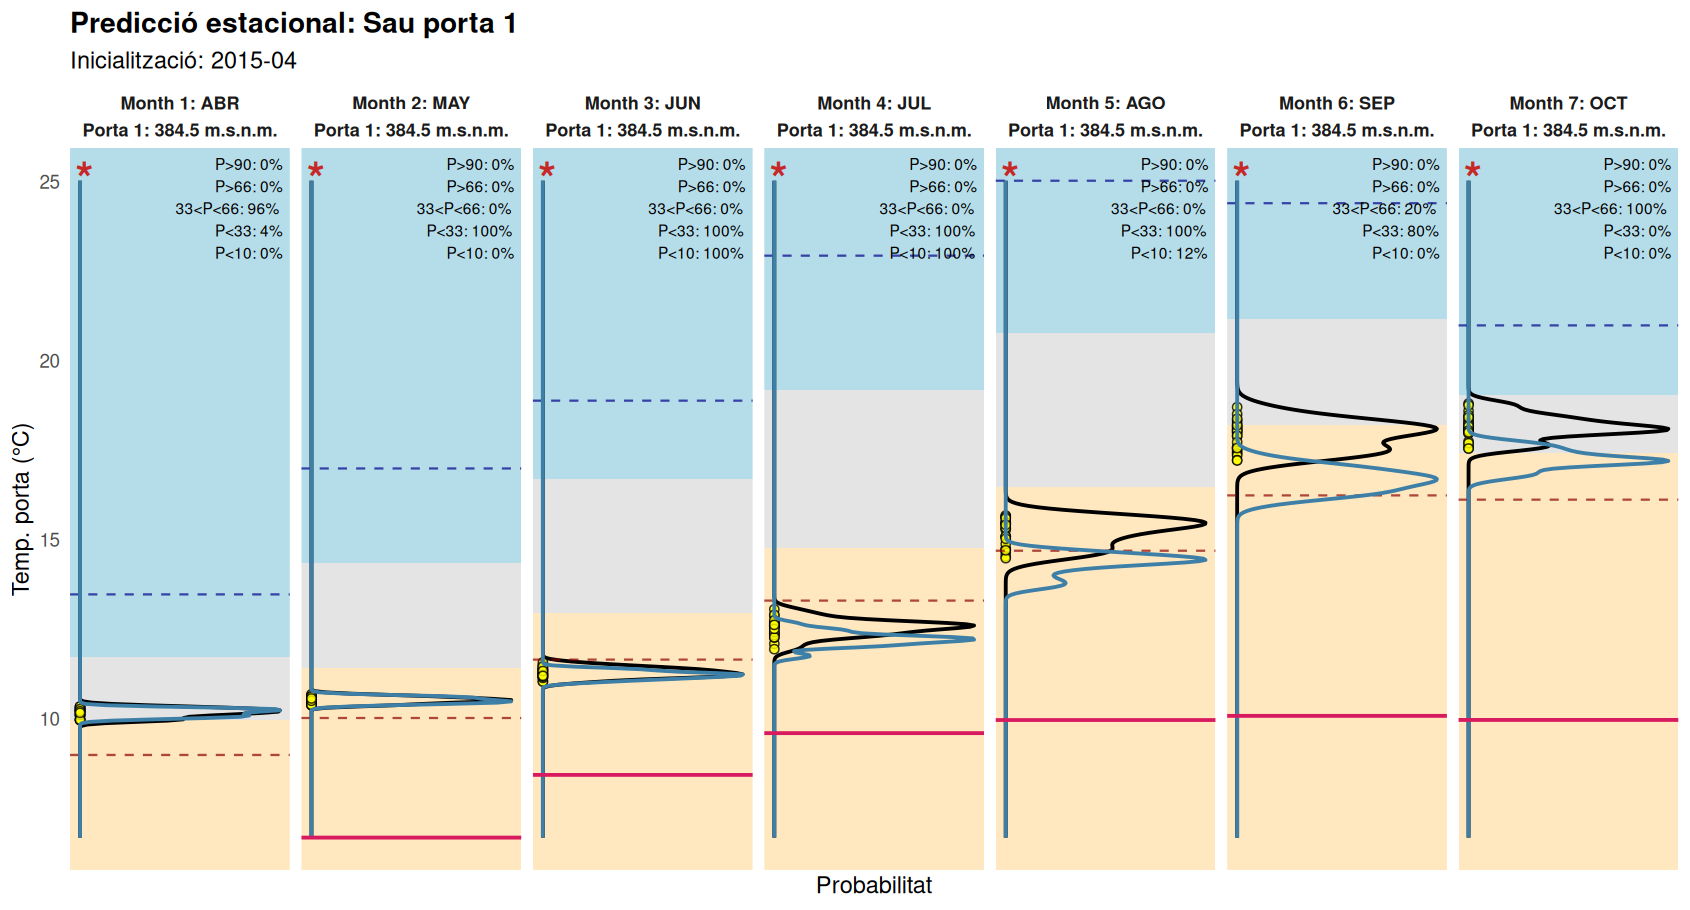 Predicció estacional: Sau porta 1
Inicialització: 2015-04
Month 1: ABR
Porta 1: 384.5 m.s.n.m.
Month 2: MAY
Porta 1: 384.5 m.s.n.m.
Month 3: JUN
Porta 1: 384.5 m.s.n.m.
Month 4: JUL
Porta 1: 384.5 m.s.n.m.
Month 5: AGO
Porta 1: 384.5 m.s.n.m.
Month 6: SEP
Porta 1: 384.5 m.s.n.m.
Month 7: OCT
Porta 1: 384.5 m.s.n.m.
Temp. porta (°C)
25
20
15
10
*
P>90: 0%
P>66: 0%
33<P<66: 96%
P<33: 4%
P<10: 0%
*
P>90: 0%
P>66: 0%
33<P<66: 0%
P<33: 100%
P<10: 0%
*
P>90: 0%
P>66: 0%
33<P<66: 0%
P<33: 100%
P<10: 100%
*
P>90: 0%
P>66: 0%
33<P<66: 0%
P<33: 100%
P<10: 100%
*
P>90: 0%
P>66: 0%
33<P<66: 0%
P<33: 100%
P<10: 12%
*
P>90: 0%
P>66: 0%
33<P<66: 20%
P<33: 80%
P<10: 0%
*
P>90: 0%
P>66: 0%
33<P<66: 100%
P<33: 0%
P<10: 0%
Probabilitat